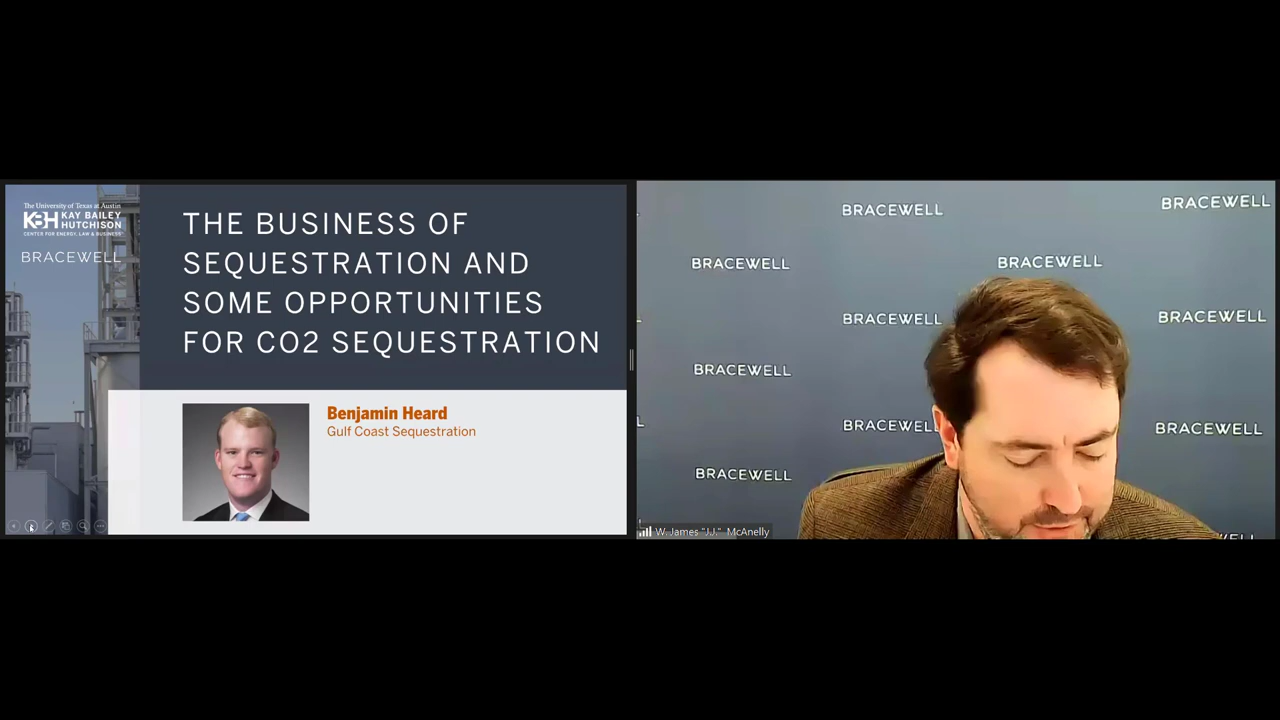 The University of Texas at Austin
KBH KAY BAILEY
HUTCHISON
CENTER FOR ENERGY, LAW & BUSINESS
BRACEWELL
THE BUSINESS OF
SEQUESTRATION AND
SOME OPPORTUNITIES
FOR CO2 SEQUESTRATION
Benjamin Heard
Gulf Coast Sequestration
BRACEWELL
BRACEWELL
BRACEWELL
BRACEWELL
BRACEWELL
BRACEWELL
BRACEWELL
BRACEWELL
BRACEWELL
BRACEWELL
W. James "J.J." McAnelly